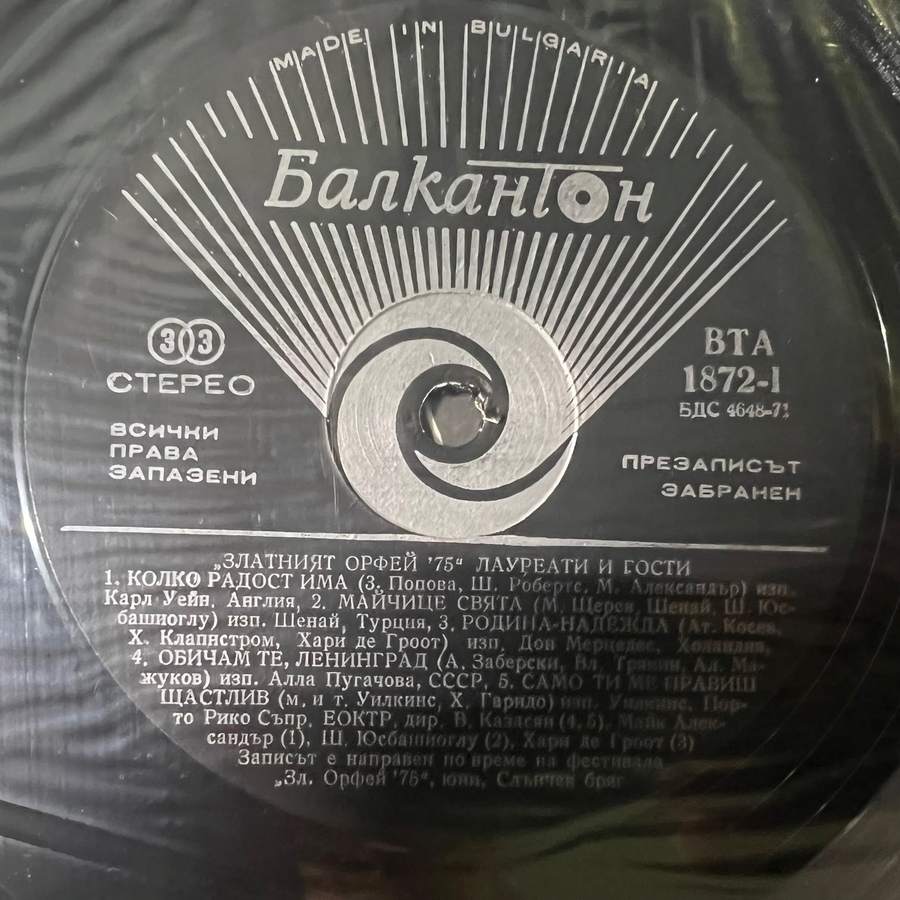 MADE IN BULGARIA
Балкантон
33
СТЕРЕО
ВСИЧКИ
ПРАВА
ЗАПАЗЕНИ
ВТА
1872-I
БДС 4648-71
ПРЕЗАПИСЪТ
ЗАБРАНЕН
„ЗЛАТНИЯТ ОРФЕЙ '75“ ЛАУРЕАТИ И ГОСТИ
1. КОЛКО РАДОСТ ИМА (З. Попова, Ш. Робертс, М. Александър) изп.
Карл Уейн, Англия, 2. МАЙЧИЦЕ СВЯТА (М. Щерев, Шенай, Ш. Юс-
башиоглу) изп. Шенай, Турция, 3. РОДИНА-НАДЕЖДА (Ат. Косев,
Х. Клапнстром, Хари де Гроот) изп. Дон Мерцедес, Холандия,
4. ОБИЧАМ ТЕ, ЛЕНИНГРАД (А. Заберски, Вл. Ал. Ма-
жуков) изп. Алла Пугачова, СССР, 5. САМО ТИ МЕ ПРАВИШ
ЩАСТЛИВ (м. и т. Уилкинс, Х. Гаридо) изп. Уилкинс, Пор-
то Рико Съпр. ЕОКТР, дир. В. Казасян (4, 5), Майк Алек-
сандър (1), Ш. Юсбашиоглу (2), Хари де Гроот (3)
Записът е направен по време на фестивала
„Зл. Орфей '75“, юни, Слънчев бряг